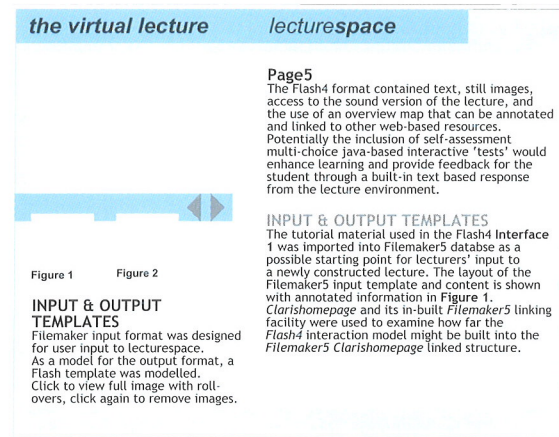 the virtual lecture
lecturespace
Page5
The Flash4 format contained text, still images,
access to the sound version of the lecture, and
the use of an overview map that can be annotated
and linked to other web-based resources.
Potentially the inclusion of self-assessment
multi-choice java-based interactive 'tests' would
enhance learning and provide feedback for the
student through a built-in text based response
from the lecture environment.
INPUT & OUTPUT TEMPLATES
The tutorial material used in the Flash4 Interface
1 was imported into Filemaker5 databse as a
possible starting point for lecturers' input to
a newly constructed lecture. The layout of the
Filemaker5 input template and content is shown
with annotated information in Figure 1.
Clarishomepage and its in-built Filemaker5 linking
facility were used to examine how far the
Flash4 interaction model might be built into the
Filemaker5 Clarishomepage linked structure.
Figure 1
Figure 2
INPUT & OUTPUT
TEMPLATES
Filemaker input format was designed
for user input to lecturespace.
As a model for the output format, a
Flash template was modelled.
Click to view full image with roll-
overs, click again to remove images.